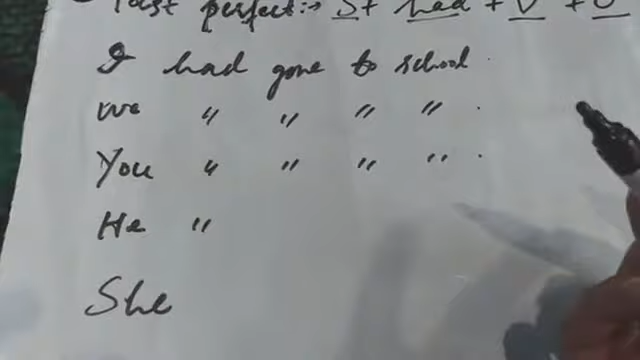 Past perfect :- S + had + V + O
I had gone to school.
We " " " " .
You " " " " .
He "
She